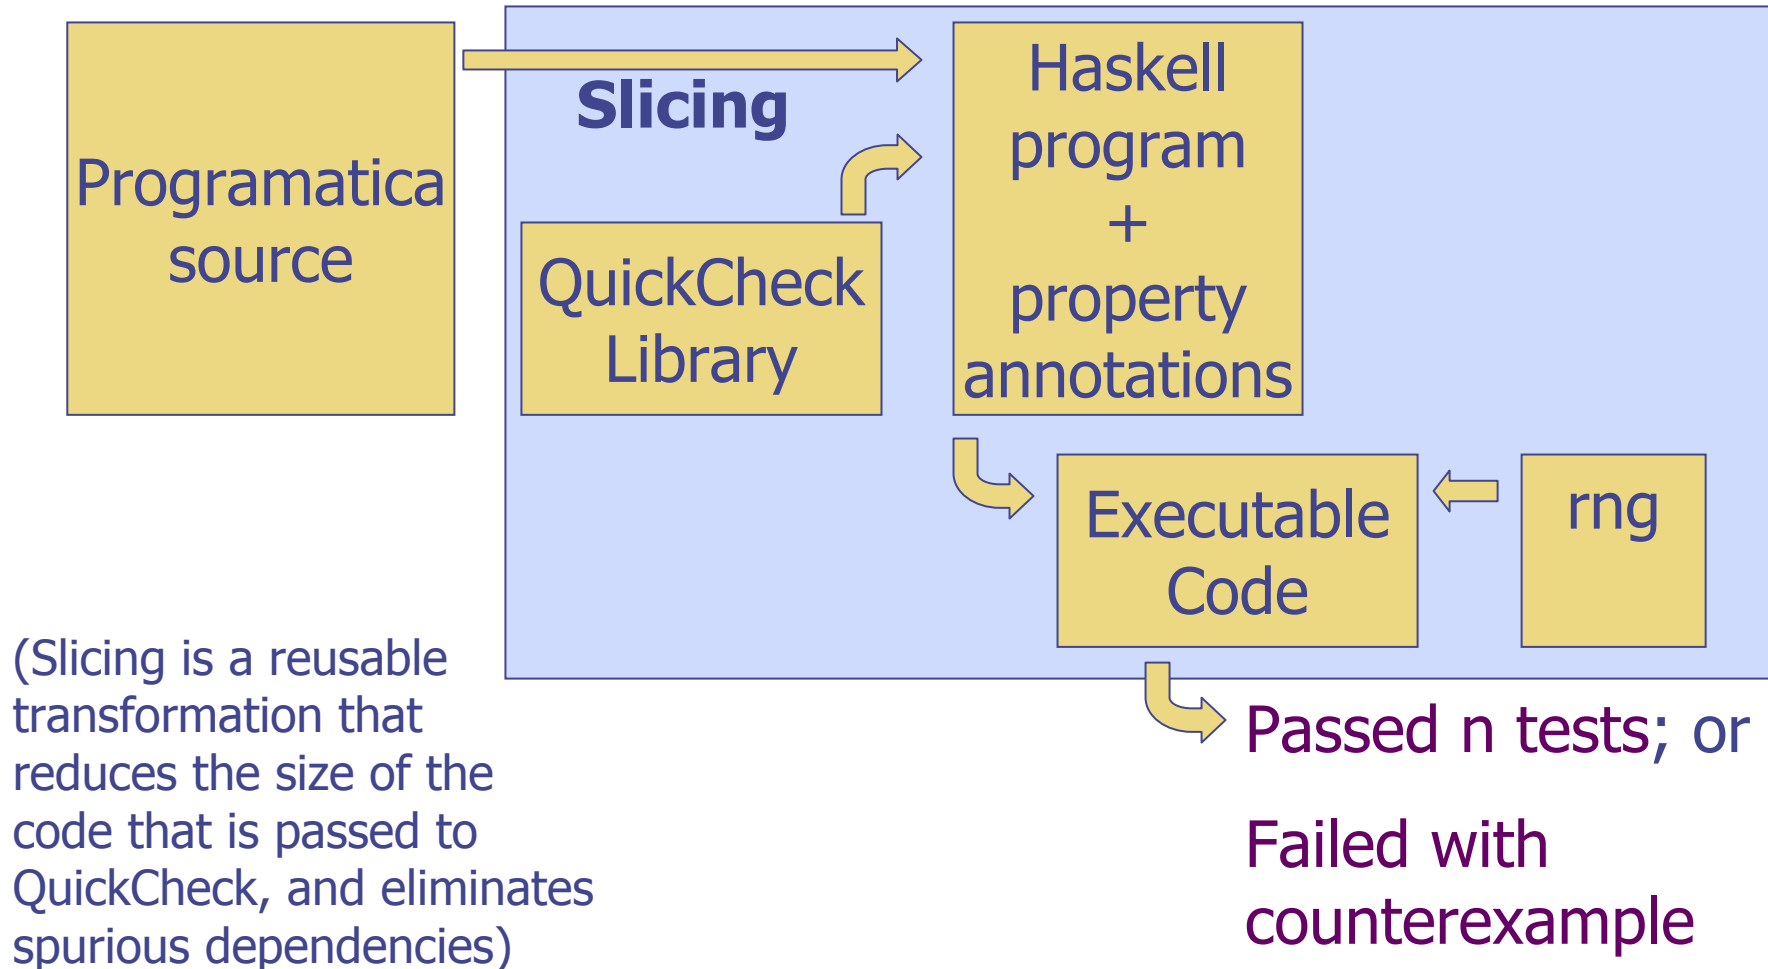 Programatica
source
Slicing
QuickCheck
Library
Haskell
program
+
property
annotations
Executable
Code
rng
(Slicing is a reusable
transformation that
reduces the size of the
code that is passed to
QuickCheck, and eliminates
spurious dependencies)
Passed n tests; or
Failed with
counterexample